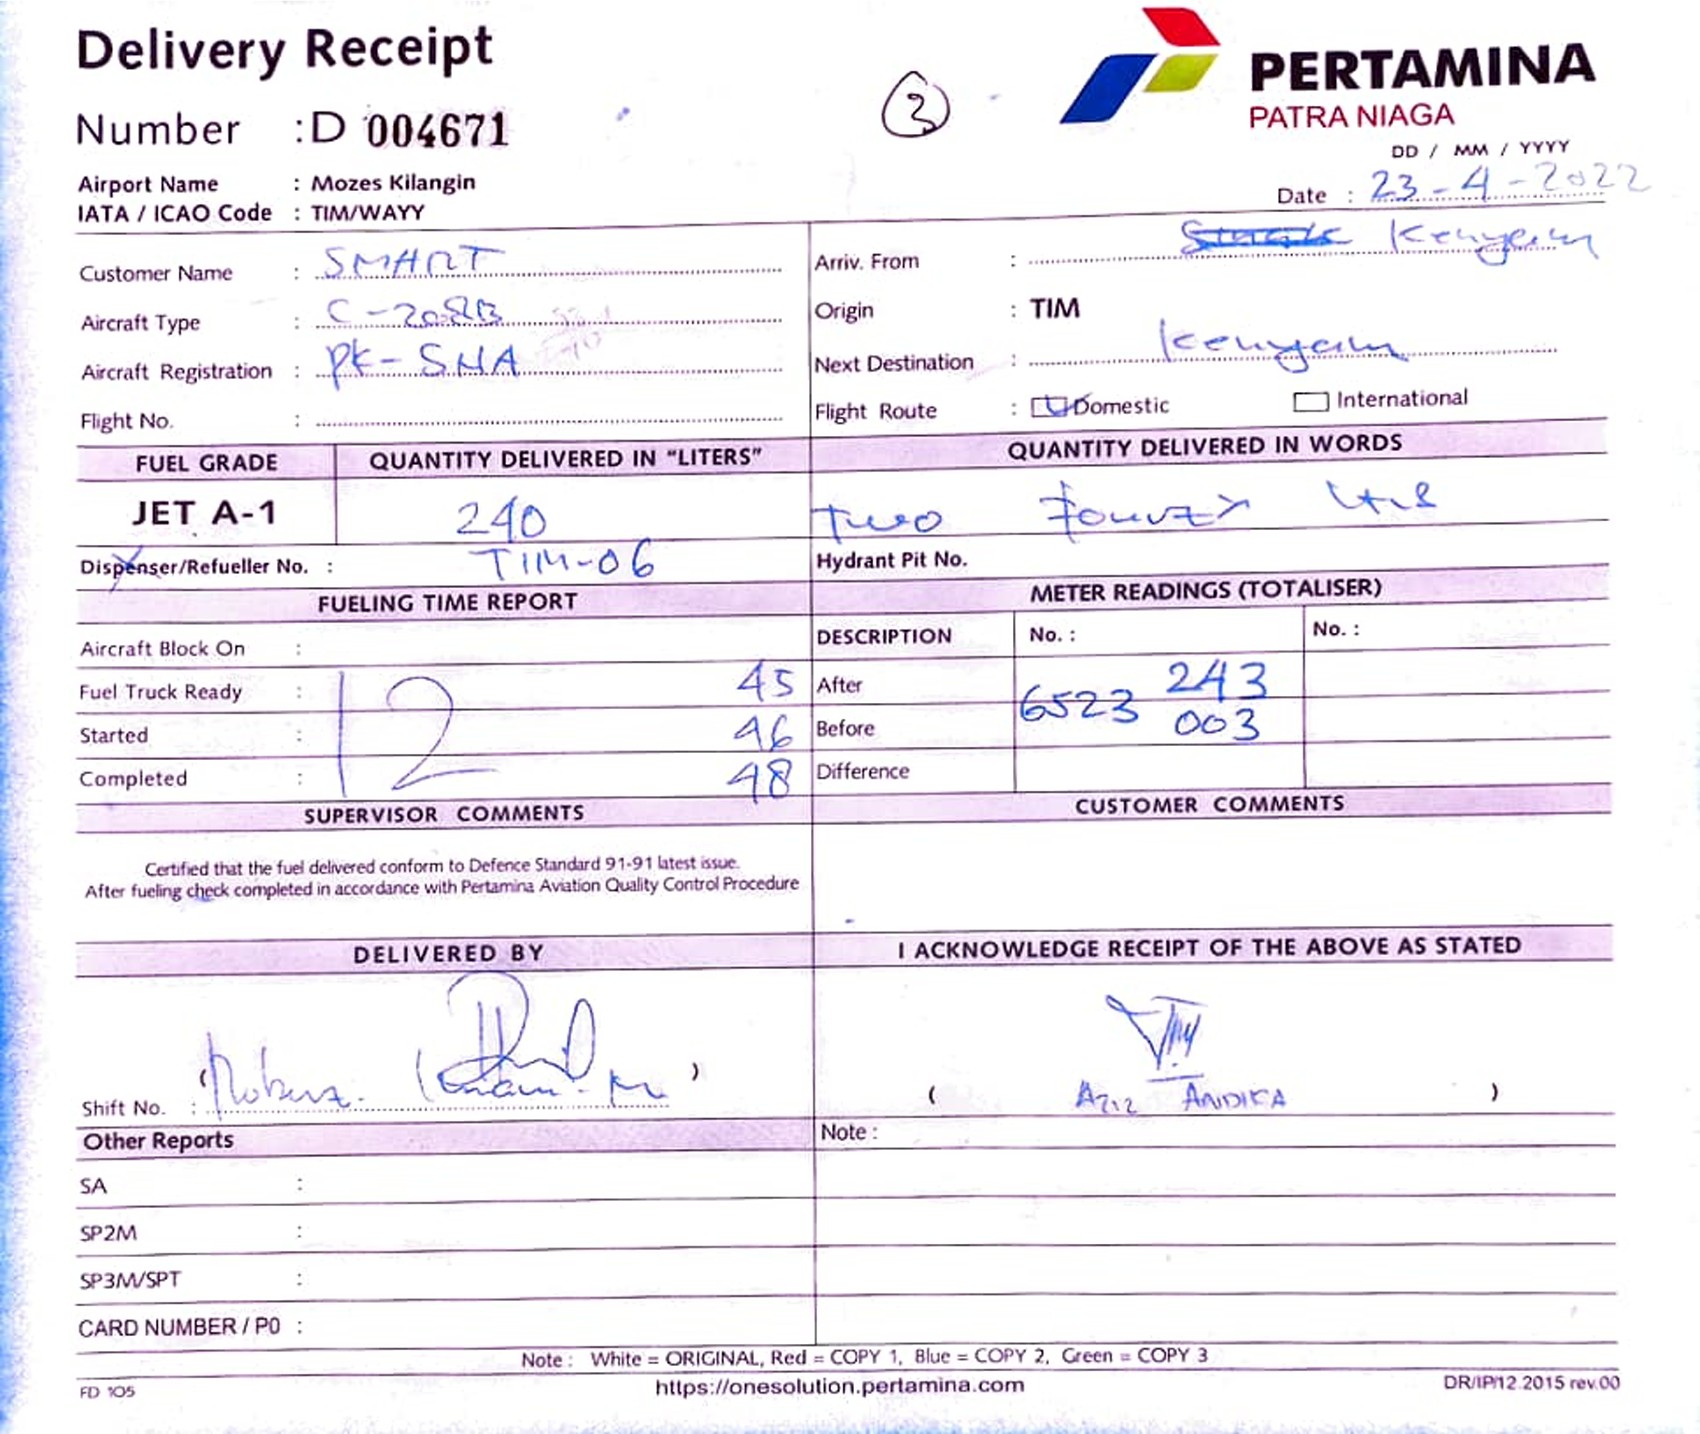 Delivery Receipt
Number : D 004671
3
PERTAMINA
PATRA NIAGA
DD / MM / YYYY
Date : 23-4-2022
Airport Name : Mozes Kilangin
IATA / ICAO Code : TIM/WAYY
Customer Name : SMART
Aircraft Type : C-208B
Aircraft Registration : PK-SNA
Flight No. :
Arriv. From : Kenyam
Origin : TIM
Next Destination : Kenyam
Flight Route : Domestic International
FUEL GRADE QUANTITY DELIVERED IN "LITERS" QUANTITY DELIVERED IN WORDS
JET A-1 240 Two Fourty Ltrs
Dispenser/Refueller No. : TIM-06 Hydrant Pit No.
FUELING TIME REPORT METER READINGS (TOTALISER)
Aircraft Block On : DESCRIPTION No. : No. :
Fuel Truck Ready : 12 45 After 6523 243
Started : 46 Before 003
Completed : 48 Difference
SUPERVISOR COMMENTS CUSTOMER COMMENTS
Certified that the fuel delivered conform to Defence Standard 91-91 latest issue.
After fueling check completed in accordance with Pertamina Aviation Quality Control Procedure
DELIVERED BY I ACKNOWLEDGE RECEIPT OF THE ABOVE AS STATED
Shift No. : ( ) ( AZIZ ANDIKA )
Other Reports Note :
SA :
SP2M :
SP3M/SPT :
CARD NUMBER / PO :
Note : White = ORIGINAL, Red = COPY 1, Blue = COPY 2, Green = COPY 3
FD 105 https://onesolution.pertamina.com DR/IP/12.2015 rev.00